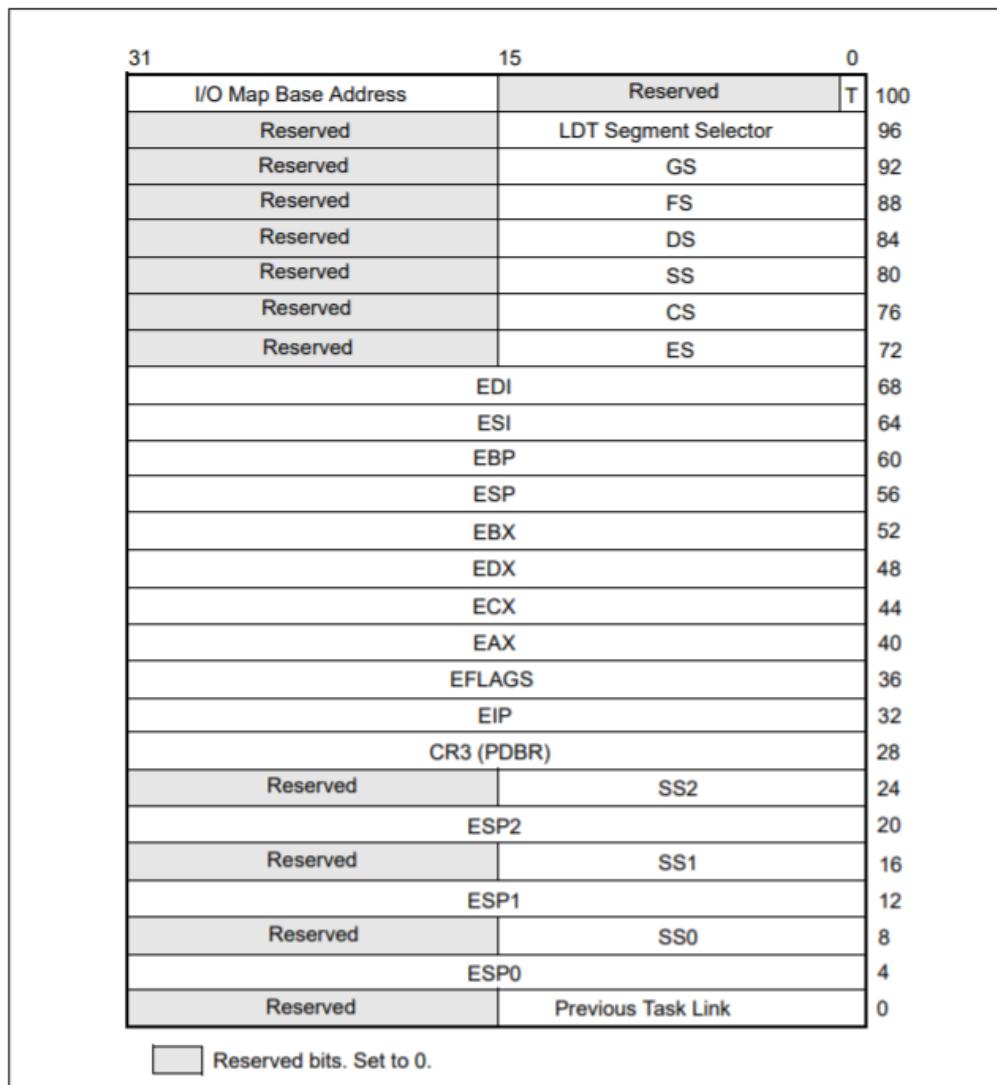 31 15 0
I/O Map Base Address Reserved T 100
Reserved LDT Segment Selector 96
Reserved GS 92
Reserved FS 88
Reserved DS 84
Reserved SS 80
Reserved CS 76
Reserved ES 72
EDI 68
ESI 64
EBP 60
ESP 56
EBX 52
EDX 48
ECX 44
EAX 40
EFLAGS 36
EIP 32
CR3 (PDBR) 28
Reserved SS2 24
ESP2 20
Reserved SS1 16
ESP1 12
Reserved SS0 8
ESP0 4
Reserved Previous Task Link 0
Reserved bits. Set to 0.